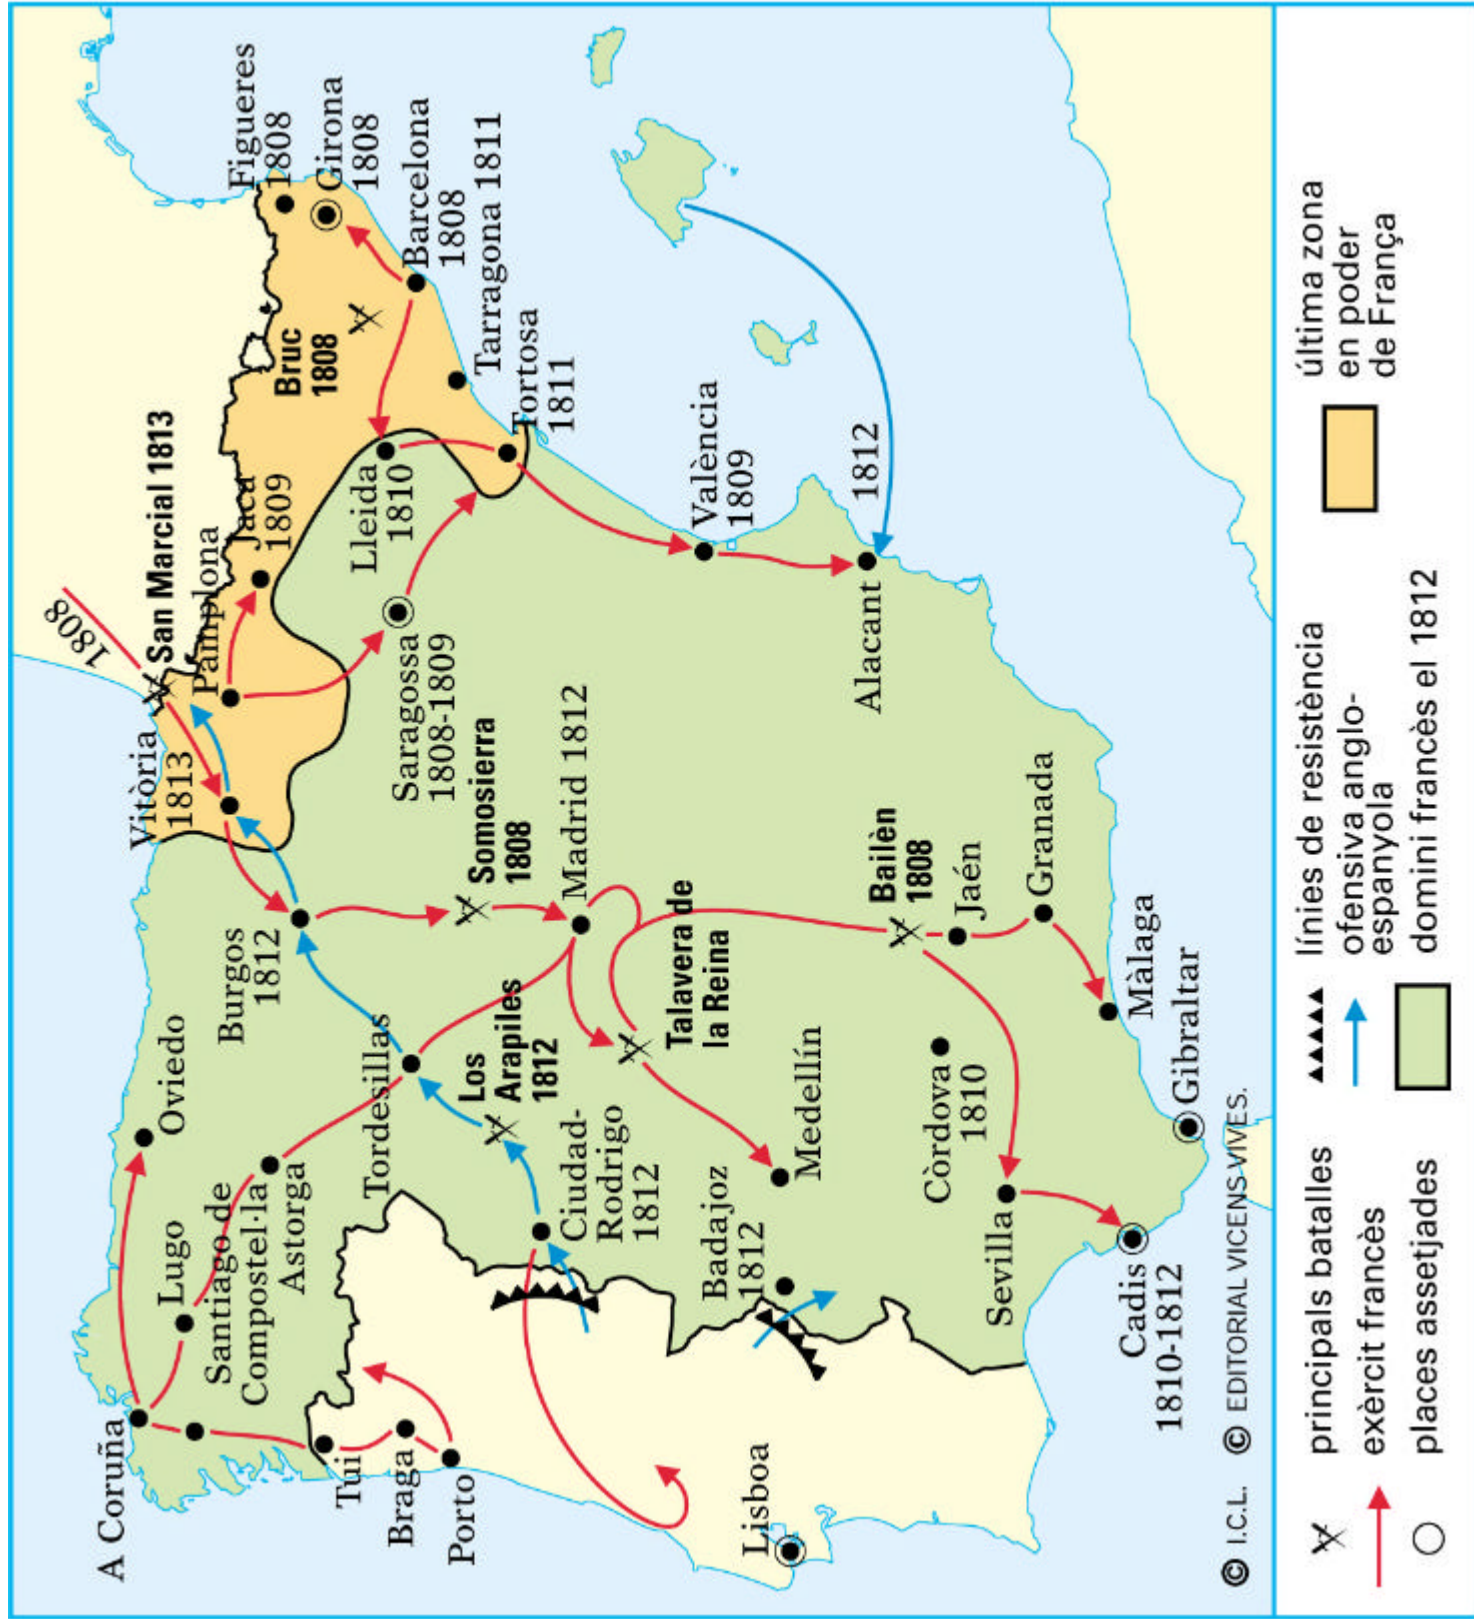 A Coruña
Lugo
Oviedo
Santiago de
Compostel·la
Astorga
Tui
Braga
Porto
Lisboa
Tordesillas
Burgos
1812
Vitòria
1813
1808
San Marcial 1813
Pamplona
Jaca
1809
Figueres
1808
Girona
1808
Bruc
1808
Barcelona
1808
Tarragona 1811
Tortosa
1811
Lleida
1810
Saragossa
1808-1809
Somosierra
1808
Madrid 1812
Los
Arapiles
1812
Ciudad-
Rodrigo
1812
Talavera de
la Reina
València
1809
1812
Alacant
Badajoz
1812
Medellín
Còrdova
1810
Bailèn
1808
Jaén
Granada
Màlaga
Sevilla
Cadis
1810-1812
Gibraltar
© I.C.L. © EDITORIAL VICENS VIVES.
principals batalles
exèrcit francès
places assetjades
línies de resistència
ofensiva anglo-
espanyola
domini francès el 1812
última zona
en poder
de França